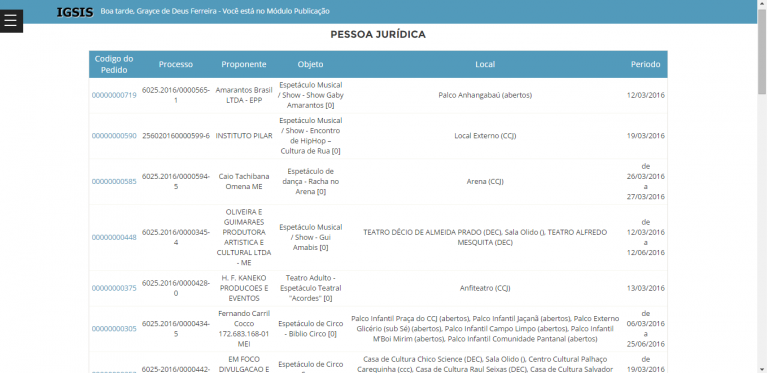 IGSIS Boa tarde, Grayce de Deus Ferreira - Você está no Módulo Publicação
PESSOA JURÍDICA
Codigo do Pedido Processo Proponente Objeto Local Periodo
00000000719 6025.2016/0000565-1 Amarantos Brasil LTDA - EPP Espetáculo Musical / Show - Show Gaby Amarantos [0] Palco Anhangabaú (abertos) 12/03/2016
00000000590 256020160000599-6 INSTITUTO PILAR Espetáculo Musical / Show - Encontro de HipHop – Cultura de Rua [0] Local Externo (CCJ) 19/03/2016
00000000585 6025.2016/0000594-5 Caio Tachibana Omena ME Espetáculo de dança - Racha no Arena [0] Arena (CCJ) de 26/03/2016 a 27/03/2016
00000000448 6025.2016/0000345-4 OLIVEIRA E GUIMARAES PRODUTORA ARTISTICA E CULTURAL LTDA - ME Espetáculo Musical / Show - Gui Amabis [0] TEATRO DÉCIO DE ALMEIDA PRADO (DEC), Sala Olido (), TEATRO ALFREDO MESQUITA (DEC) de 12/03/2016 a 12/06/2016
00000000375 6025.2016/0000428-0 H. F. KANEKO PRODUCOES E EVENTOS Teatro Adulto - Espetáculo Teatral "Acordes" [0] Anfiteatro (CCJ) 13/03/2016
00000000305 6025.2016/0000434-5 Fernando Carril Cocco 172.683.168-01 MEI Espetáculo de Circo - Biblio Circo [0] Palco Infantil Praça do CCJ (abertos), Palco Infantil Jaçanã (abertos), Palco Externo Glicério (sub Sé) (abertos), Palco Infantil Campo Limpo (abertos), Palco Infantil M'Boi Mirim (abertos), Palco Infantil Comunidade Pantanal (abertos) de 06/03/2016 a 25/06/2016
6025.2016/0000442- EM FOCO DIVULGACAO E Espetáculo de Circo Casa de Cultura Chico Science (DEC), Sala Olido (), Centro Cultural Palhaço Carequinha (ccc), Casa de Cultura Raul Seixas (DEC), Casa de Cultura Salvador de 19/03/2016